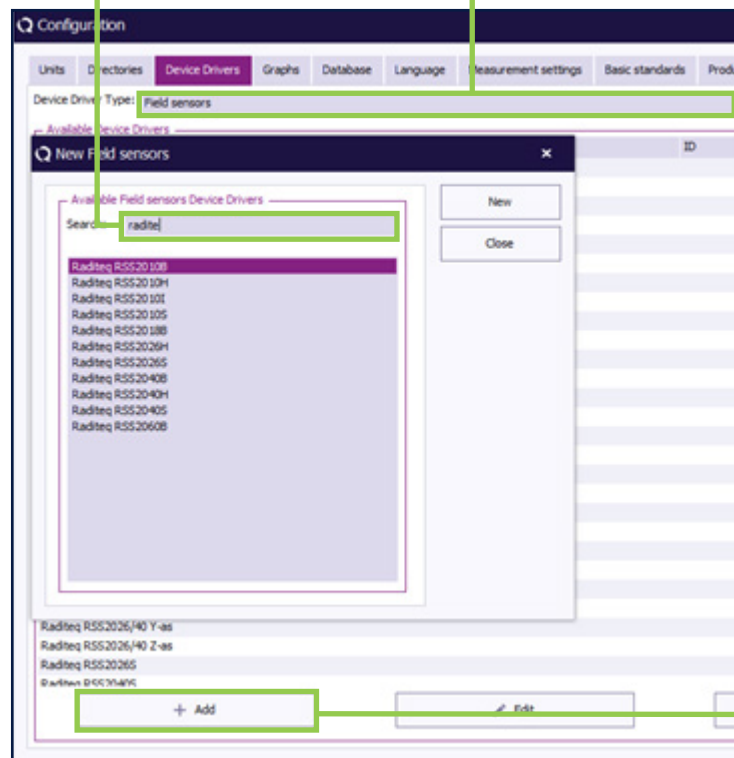 Configuration
Units Directories Device Drivers Graphs Database Language Measurement settings Basic standards Produ
Device Driver Type: Field sensors
Available Device Drivers
New Field sensors ×
ID
Available Field sensors Device Drivers
New
Search: radite
Close
Raditeq RSS2010B
Raditeq RSS2010H
Raditeq RSS2010I
Raditeq RSS2010S
Raditeq RSS2018B
Raditeq RSS2026H
Raditeq RSS2026S
Raditeq RSS2040B
Raditeq RSS2040H
Raditeq RSS2040S
Raditeq RSS2060B
Raditeq RSS2026/40 Y-as
Raditeq RSS2026/40 Z-as
Raditeq RSS2026S
Raditeq RSS2040S
+ Add Edit